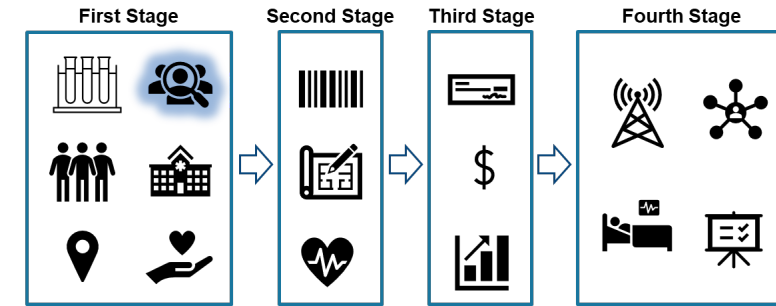 First Stage
Second Stage
Third Stage
Fourth Stage
$